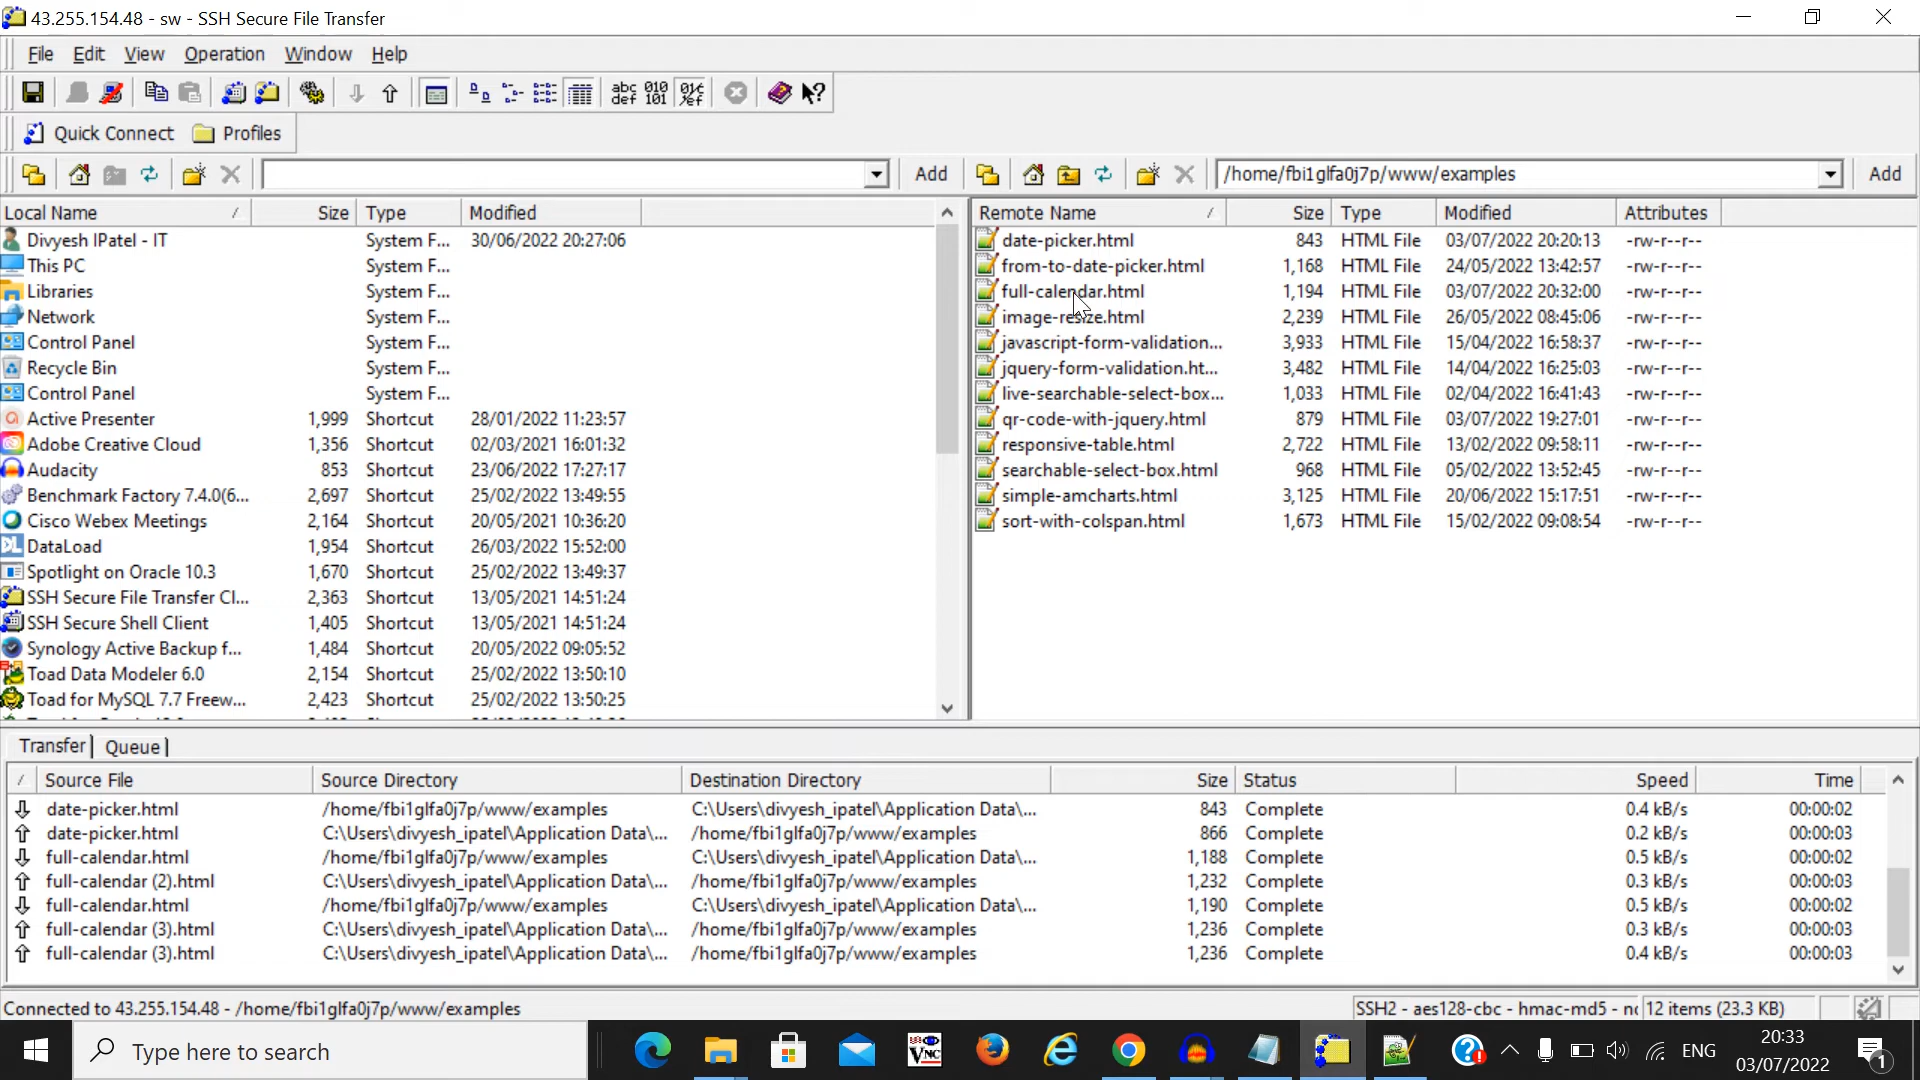 43.255.154.48 - sw - SSH Secure File Transfer
File Edit View Operation Window Help
abc def 010 101
Quick Connect Profiles
Add /home/fbi1glfa0j7p/www/examples Add
Local Name / Size Type Modified
Divyesh IPatel - IT System F... 30/06/2022 20:27:06
This PC System F...
Libraries System F...
Network System F...
Control Panel System F...
Recycle Bin System F...
Control Panel System F...
Active Presenter 1,999 Shortcut 28/01/2022 11:23:57
Adobe Creative Cloud 1,356 Shortcut 02/03/2021 16:01:32
Audacity 853 Shortcut 23/06/2022 17:27:17
Benchmark Factory 7.4.0(6... 2,697 Shortcut 25/02/2022 13:49:55
Cisco Webex Meetings 2,164 Shortcut 20/05/2021 10:36:20
DataLoad 1,954 Shortcut 26/03/2022 15:52:00
Spotlight on Oracle 10.3 1,670 Shortcut 25/02/2022 13:49:37
SSH Secure File Transfer Cl... 2,363 Shortcut 13/05/2021 14:51:24
SSH Secure Shell Client 1,405 Shortcut 13/05/2021 14:51:24
Synology Active Backup f... 1,484 Shortcut 20/05/2022 09:05:52
Toad Data Modeler 6.0 2,154 Shortcut 25/02/2022 13:50:10
Toad for MySQL 7.7 Freew... 2,423 Shortcut 25/02/2022 13:50:25
Remote Name / Size Type Modified Attributes
date-picker.html 843 HTML File 03/07/2022 20:20:13 -rw-r--r--
from-to-date-picker.html 1,168 HTML File 24/05/2022 13:42:57 -rw-r--r--
full-calendar.html 1,194 HTML File 03/07/2022 20:32:00 -rw-r--r--
image-resize.html 2,239 HTML File 26/05/2022 08:45:06 -rw-r--r--
javascript-form-validation... 3,933 HTML File 15/04/2022 16:58:37 -rw-r--r--
jquery-form-validation.ht... 3,482 HTML File 14/04/2022 16:25:03 -rw-r--r--
live-searchable-select-box... 1,033 HTML File 02/04/2022 16:41:43 -rw-r--r--
qr-code-with-jquery.html 879 HTML File 03/07/2022 19:27:01 -rw-r--r--
responsive-table.html 2,722 HTML File 13/02/2022 09:58:11 -rw-r--r--
searchable-select-box.html 968 HTML File 05/02/2022 13:52:45 -rw-r--r--
simple-amcharts.html 3,125 HTML File 20/06/2022 15:17:51 -rw-r--r--
sort-with-colspan.html 1,673 HTML File 15/02/2022 09:08:54 -rw-r--r--
Transfer Queue
/ Source File Source Directory Destination Directory Size Status Speed Time
date-picker.html /home/fbi1glfa0j7p/www/examples C:\Users\divyesh_ipatel\Application Data\... 843 Complete 0.4 kB/s 00:00:02
date-picker.html C:\Users\divyesh_ipatel\Application Data\... /home/fbi1glfa0j7p/www/examples 866 Complete 0.2 kB/s 00:00:03
full-calendar.html /home/fbi1glfa0j7p/www/examples C:\Users\divyesh_ipatel\Application Data\... 1,188 Complete 0.5 kB/s 00:00:02
full-calendar (2).html C:\Users\divyesh_ipatel\Application Data\... /home/fbi1glfa0j7p/www/examples 1,232 Complete 0.3 kB/s 00:00:03
full-calendar.html /home/fbi1glfa0j7p/www/examples C:\Users\divyesh_ipatel\Application Data\... 1,190 Complete 0.5 kB/s 00:00:02
full-calendar (3).html C:\Users\divyesh_ipatel\Application Data\... /home/fbi1glfa0j7p/www/examples 1,236 Complete 0.3 kB/s 00:00:03
full-calendar (3).html C:\Users\divyesh_ipatel\Application Data\... /home/fbi1glfa0j7p/www/examples 1,236 Complete 0.4 kB/s 00:00:03
Connected to 43.255.154.48 - /home/fbi1glfa0j7p/www/examples SSH2 - aes128-cbc - hmac-md5 - 12 items (23.3 KB)
Type here to search
VNC
ENG
20:33
03/07/2022
1